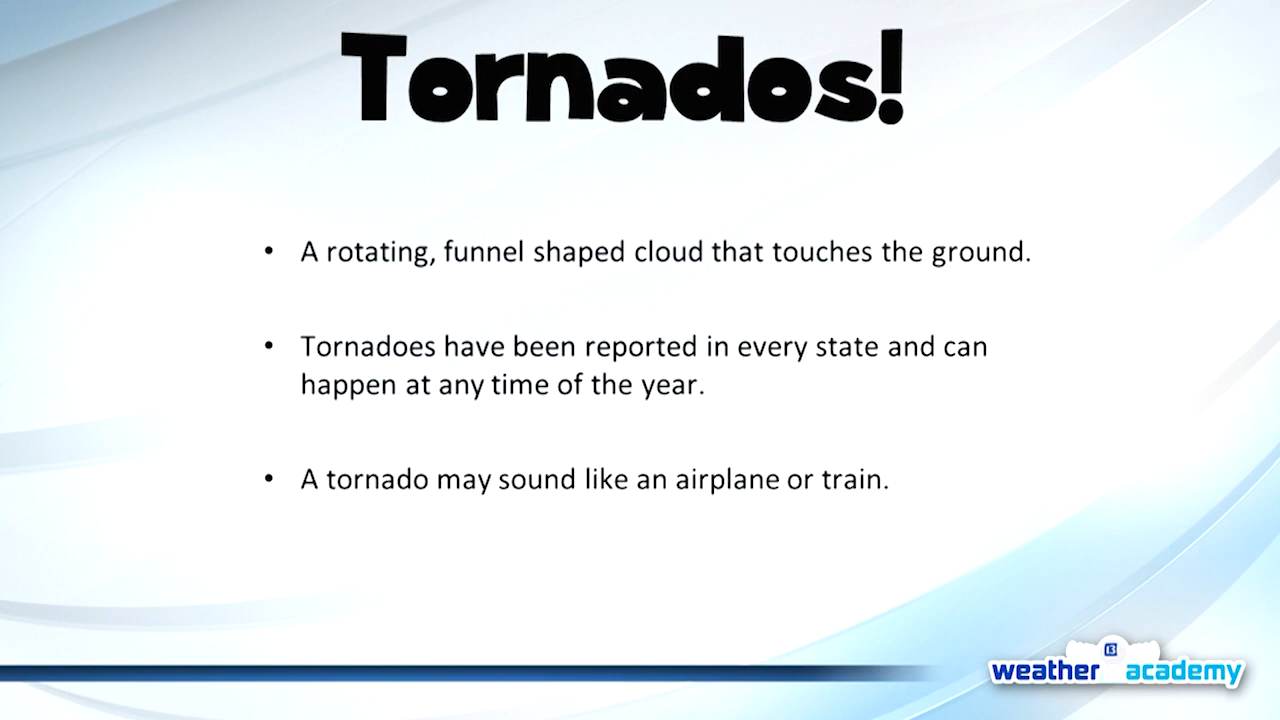 Tornados!
• A rotating, funnel shaped cloud that touches the ground.
• Tornadoes have been reported in every state and can
happen at any time of the year.
• A tornado may sound like an airplane or train.
13
weather academy